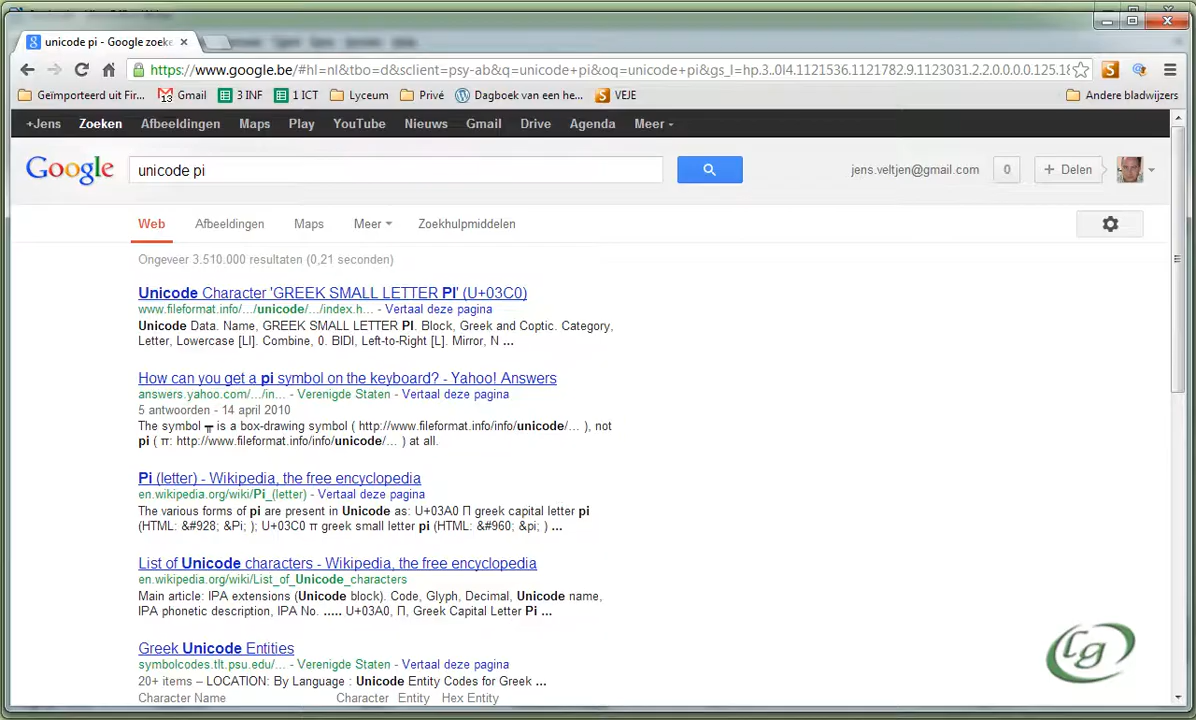 unicode pi - Google zoeke
https://www.google.be/#hl=nl&tbo=d&sclient=psy-ab&q=unicode+pi&oq=unicode+pi&gs_l=hp.3..0l4.1121536.1121782.9.1123031.2.2.0.0.0.0.125.18
Geïmporteerd uit Fir... 13 Gmail 3 INF 1 ICT Lyceum Privé Dagboek van een he... S VEJE Andere bladwijzers
+Jens Zoeken Afbeeldingen Maps Play YouTube Nieuws Gmail Drive Agenda Meer
Google unicode pi jens.veltjen@gmail.com 0 + Delen
Web Afbeeldingen Maps Meer Zoekhulpmiddelen
Ongeveer 3.510.000 resultaten (0,21 seconden)
Unicode Character 'GREEK SMALL LETTER PI' (U+03C0)
www.fileformat.info/.../unicode/.../index.h... - Vertaal deze pagina
Unicode Data. Name, GREEK SMALL LETTER PI. Block, Greek and Coptic. Category,
Letter, Lowercase [Ll]. Combine, 0. BIDI, Left-to-Right [L]. Mirror, N ...
How can you get a pi symbol on the keyboard? - Yahoo! Answers
answers.yahoo.com/.../in... - Verenigde Staten - Vertaal deze pagina
5 antwoorden - 14 april 2010
The symbol ╥ is a box-drawing symbol ( http://www.fileformat.info/info/unicode/... ), not
pi ( π: http://www.fileformat.info/info/unicode/... ) at all.
Pi (letter) - Wikipedia, the free encyclopedia
en.wikipedia.org/wiki/Pi_(letter) - Vertaal deze pagina
The various forms of pi are present in Unicode as: U+03A0 Π greek capital letter pi
(HTML: &#928; &Pi; ); U+03C0 π greek small letter pi (HTML: &#960; &pi; ) ...
List of Unicode characters - Wikipedia, the free encyclopedia
en.wikipedia.org/wiki/List_of_Unicode_characters
Main article: IPA extensions (Unicode block). Code, Glyph, Decimal, Unicode name,
IPA phonetic description, IPA No. ..... U+03A0, Π, Greek Capital Letter Pi ...
Greek Unicode Entities
symbolcodes.tlt.psu.edu/... - Verenigde Staten - Vertaal deze pagina
20+ items – LOCATION: By Language : Unicode Entity Codes for Greek ...
Character Name Character Entity Hex Entity
lg